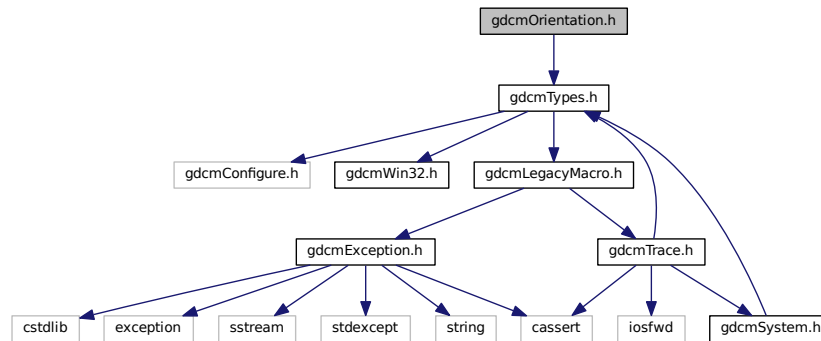 gdcmOrientation.h
gdcmTypes.h
gdcmConfigure.h
gdcmWin32.h
gdcmLegacyMacro.h
gdcmException.h
gdcmTrace.h
cstdlib
exception
sstream
stdexcept
string
cassert
iosfwd
gdcmSystem.h